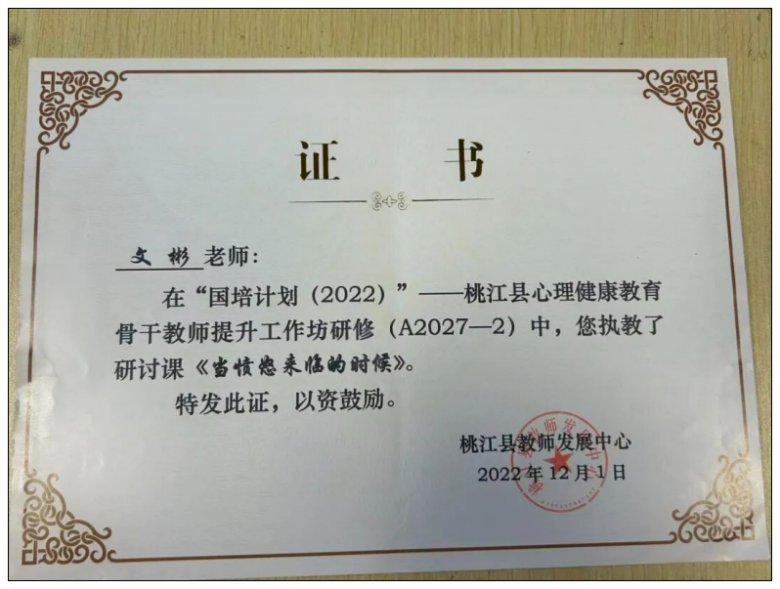 证 书
文彬老师：
在“国培计划（2022）”——桃江县心理健康教育
骨干教师提升工作坊研修（A2027—2）中，您执教了
研讨课《当愤怒来临的时候》。
特发此证，以资鼓励。
桃江县教师发展中心
2022年12月1日